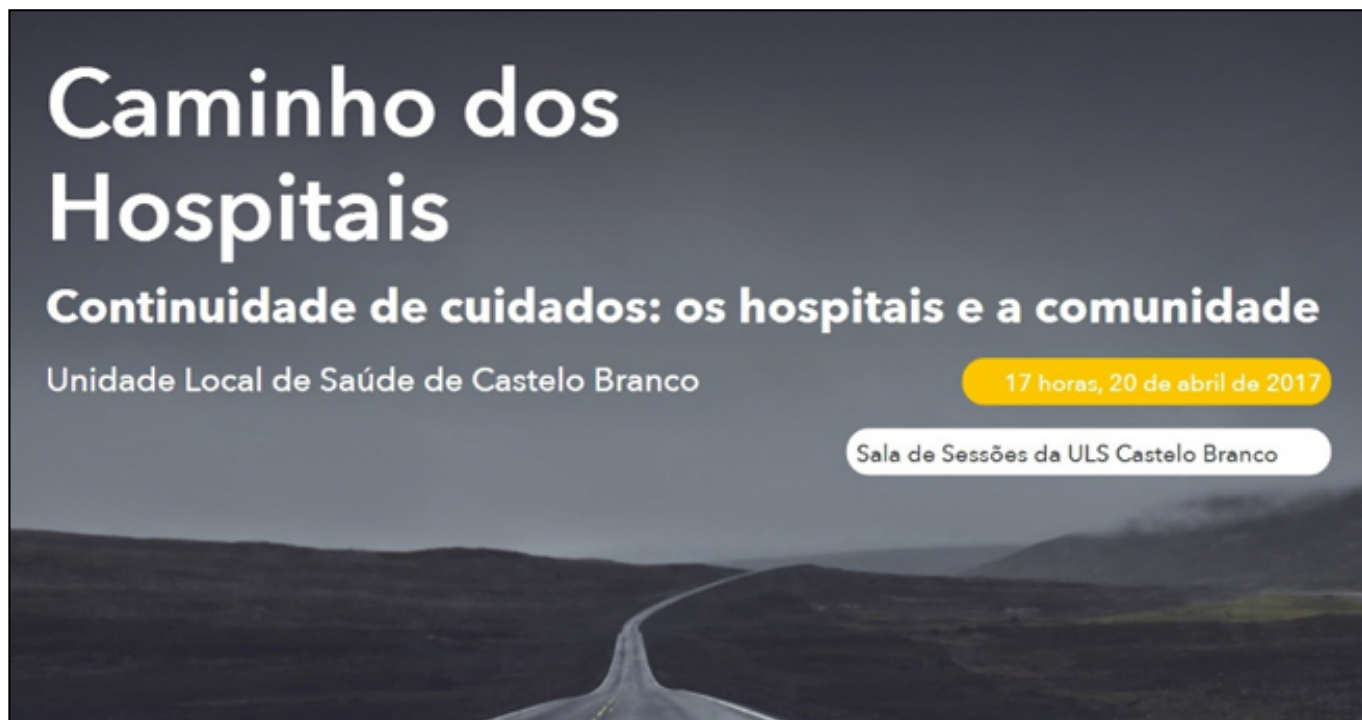 Caminho dos
Hospitais
Continuidade de cuidados: os hospitais e a comunidade
Unidade Local de Saúde de Castelo Branco
17 horas, 20 de abril de 2017
Sala de Sessões da ULS Castelo Branco